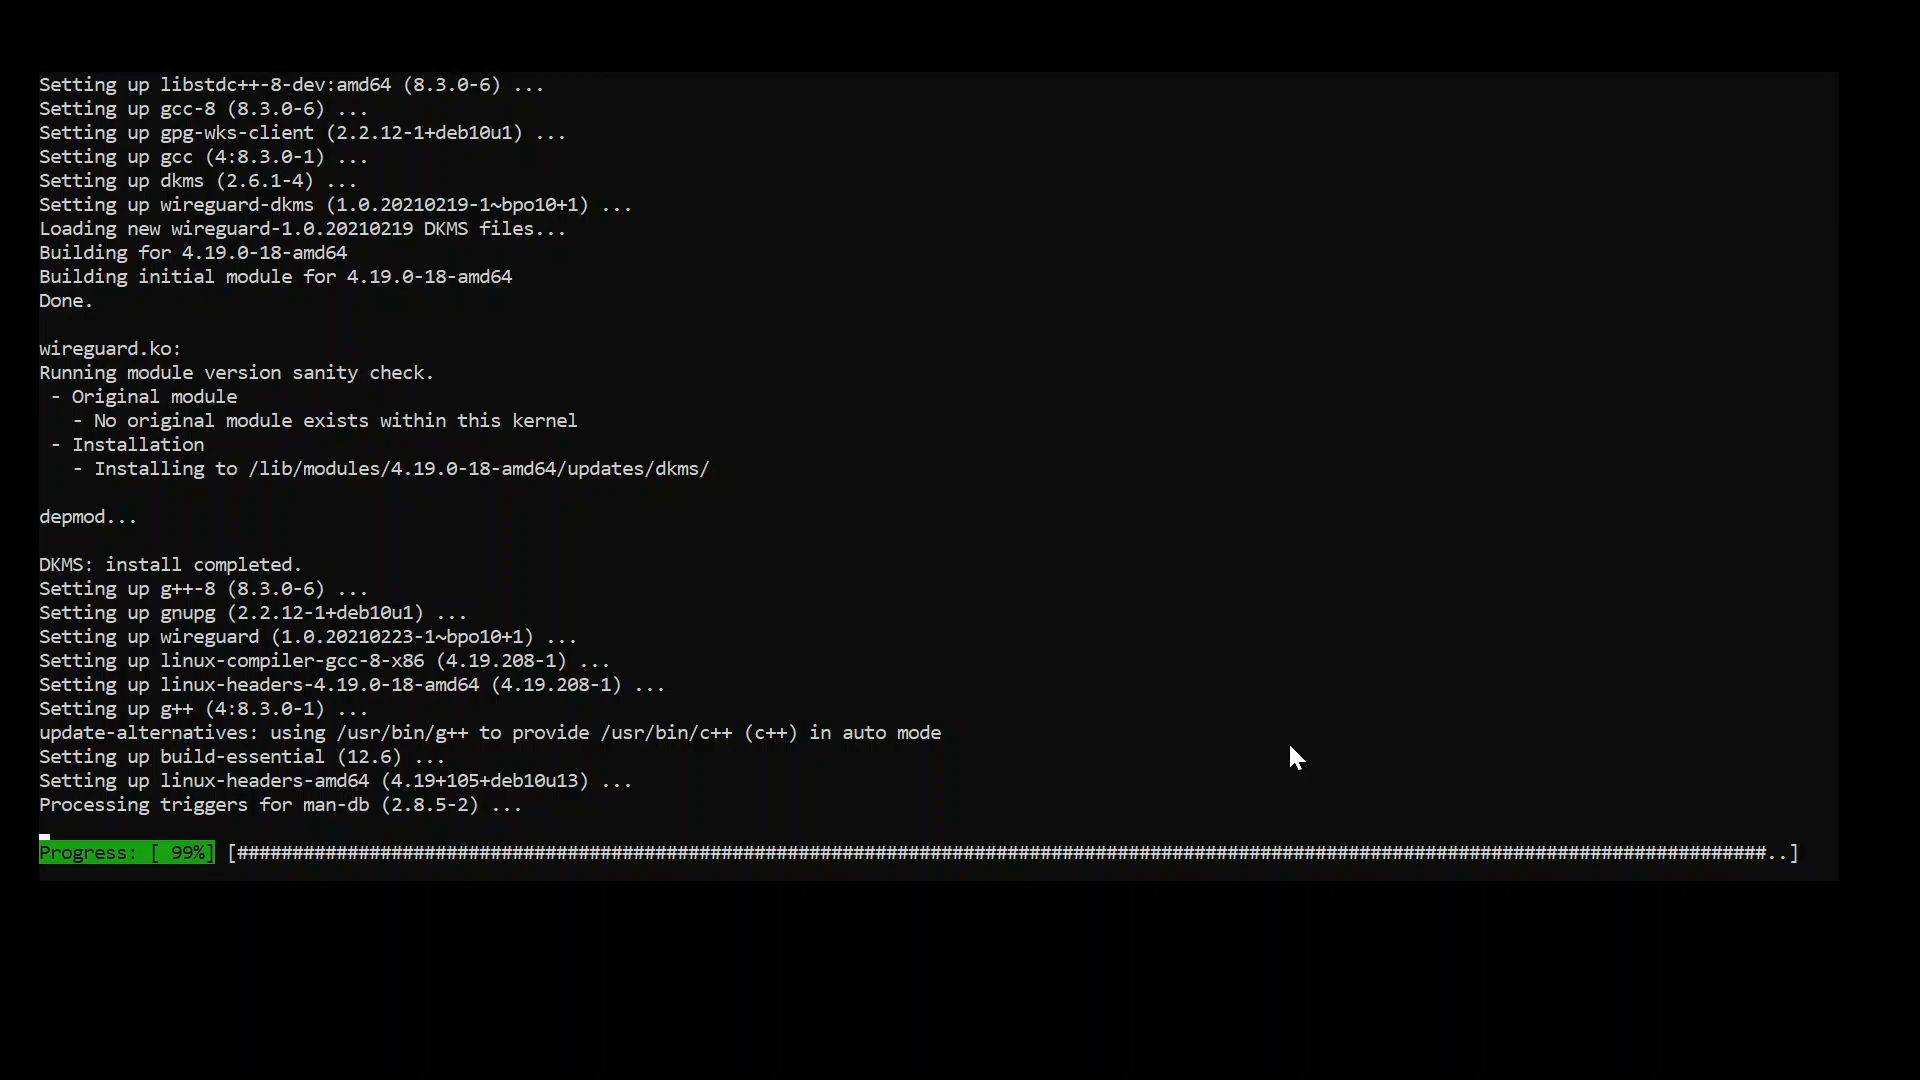 Setting up libstdc++-8-dev:amd64 (8.3.0-6) ...
Setting up gcc-8 (8.3.0-6) ...
Setting up gpg-wks-client (2.2.12-1+deb10u1) ...
Setting up gcc (4:8.3.0-1) ...
Setting up dkms (2.6.1-4) ...
Setting up wireguard-dkms (1.0.20210219-1~bpo10+1) ...
Loading new wireguard-1.0.20210219 DKMS files...
Building for 4.19.0-18-amd64
Building initial module for 4.19.0-18-amd64
Done.

wireguard.ko:
Running module version sanity check.
 - Original module
   - No original module exists within this kernel
 - Installation
   - Installing to /lib/modules/4.19.0-18-amd64/updates/dkms/

depmod...

DKMS: install completed.
Setting up g++-8 (8.3.0-6) ...
Setting up gnupg (2.2.12-1+deb10u1) ...
Setting up wireguard (1.0.20210223-1~bpo10+1) ...
Setting up linux-compiler-gcc-8-x86 (4.19.208-1) ...
Setting up linux-headers-4.19.0-18-amd64 (4.19.208-1) ...
Setting up g++ (4:8.3.0-1) ...
update-alternatives: using /usr/bin/g++ to provide /usr/bin/c++ (c++) in auto mode
Setting up build-essential (12.6) ...
Setting up linux-headers-amd64 (4.19+105+deb10u13) ...
Processing triggers for man-db (2.8.5-2) ...

Progress: [ 99%] [###########################################################################################################################################..]